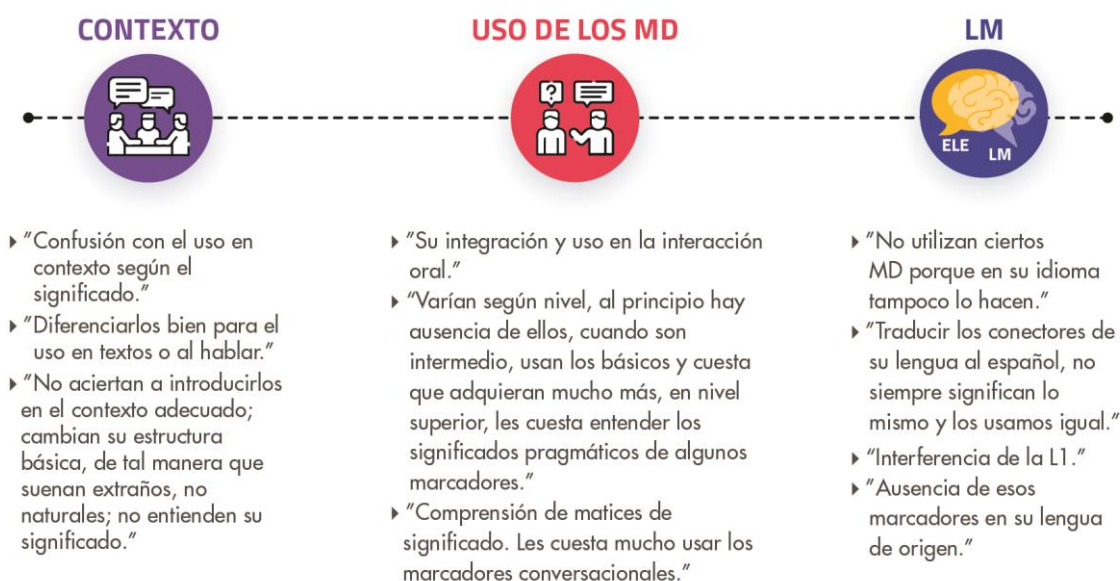 CONTEXTO
USO DE LOS MD
LM
?
ELE
LM
▸ "Confusión con el uso en
contexto según el
significado."
▸ "Diferenciarlos bien para el
uso en textos o al hablar."
▸ "No aciertan a introducirlos
en el contexto adecuado;
cambian su estructura
básica, de tal manera que
suenan extraños, no
naturales; no entienden su
significado."
▸ "Su integración y uso en la interacción
oral."
▸ "Varían según nivel, al principio hay
ausencia de ellos, cuando son
intermedio, usan los básicos y cuesta
que adquieran mucho más, en nivel
superior, les cuesta entender los
significados pragmáticos de algunos
marcadores."
▸ "Comprensión de matices de
significado. Les cuesta mucho usar los
marcadores conversacionales."
▸ "No utilizan ciertos
MD porque en su idioma
tampoco lo hacen."
▸ "Traducir los conectores de
su lengua al español, no
siempre significan lo
mismo y los usamos igual."
▸ "Interferencia de la L1."
▸ "Ausencia de esos
marcadores en su lengua
de origen."